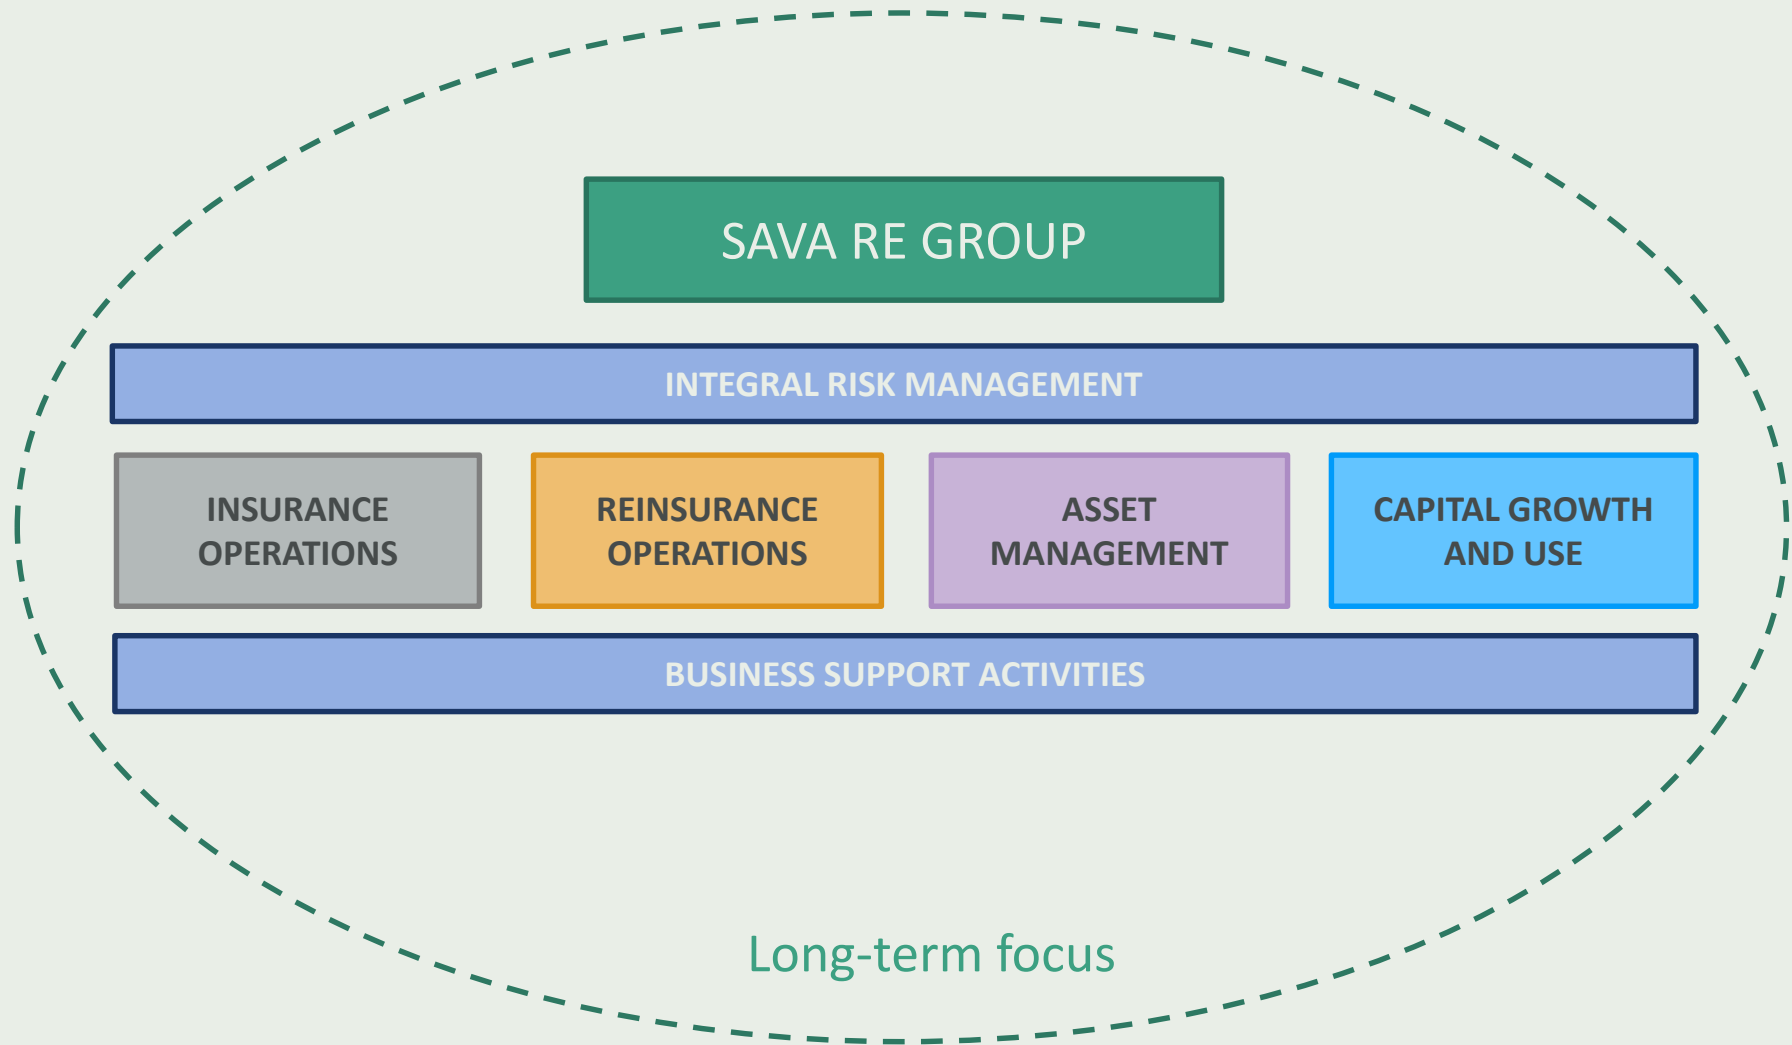 SAVA RE GROUP
INTEGRAL RISK MANAGEMENT
INSURANCE
OPERATIONS
REINSURANCE
OPERATIONS
ASSET
MANAGEMENT
CAPITAL GROWTH
AND USE
BUSINESS SUPPORT ACTIVITIES
Long-term focus